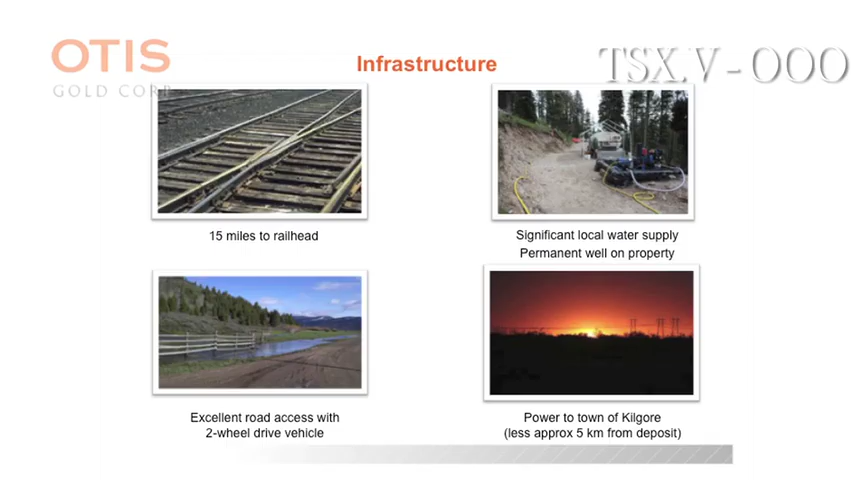 OTIS
GOLD CORP
Infrastructure
TSX.V - OOO
15 miles to railhead
Significant local water supply
Permanent well on property
Excellent road access with
2-wheel drive vehicle
Power to town of Kilgore
(less approx 5 km from deposit)